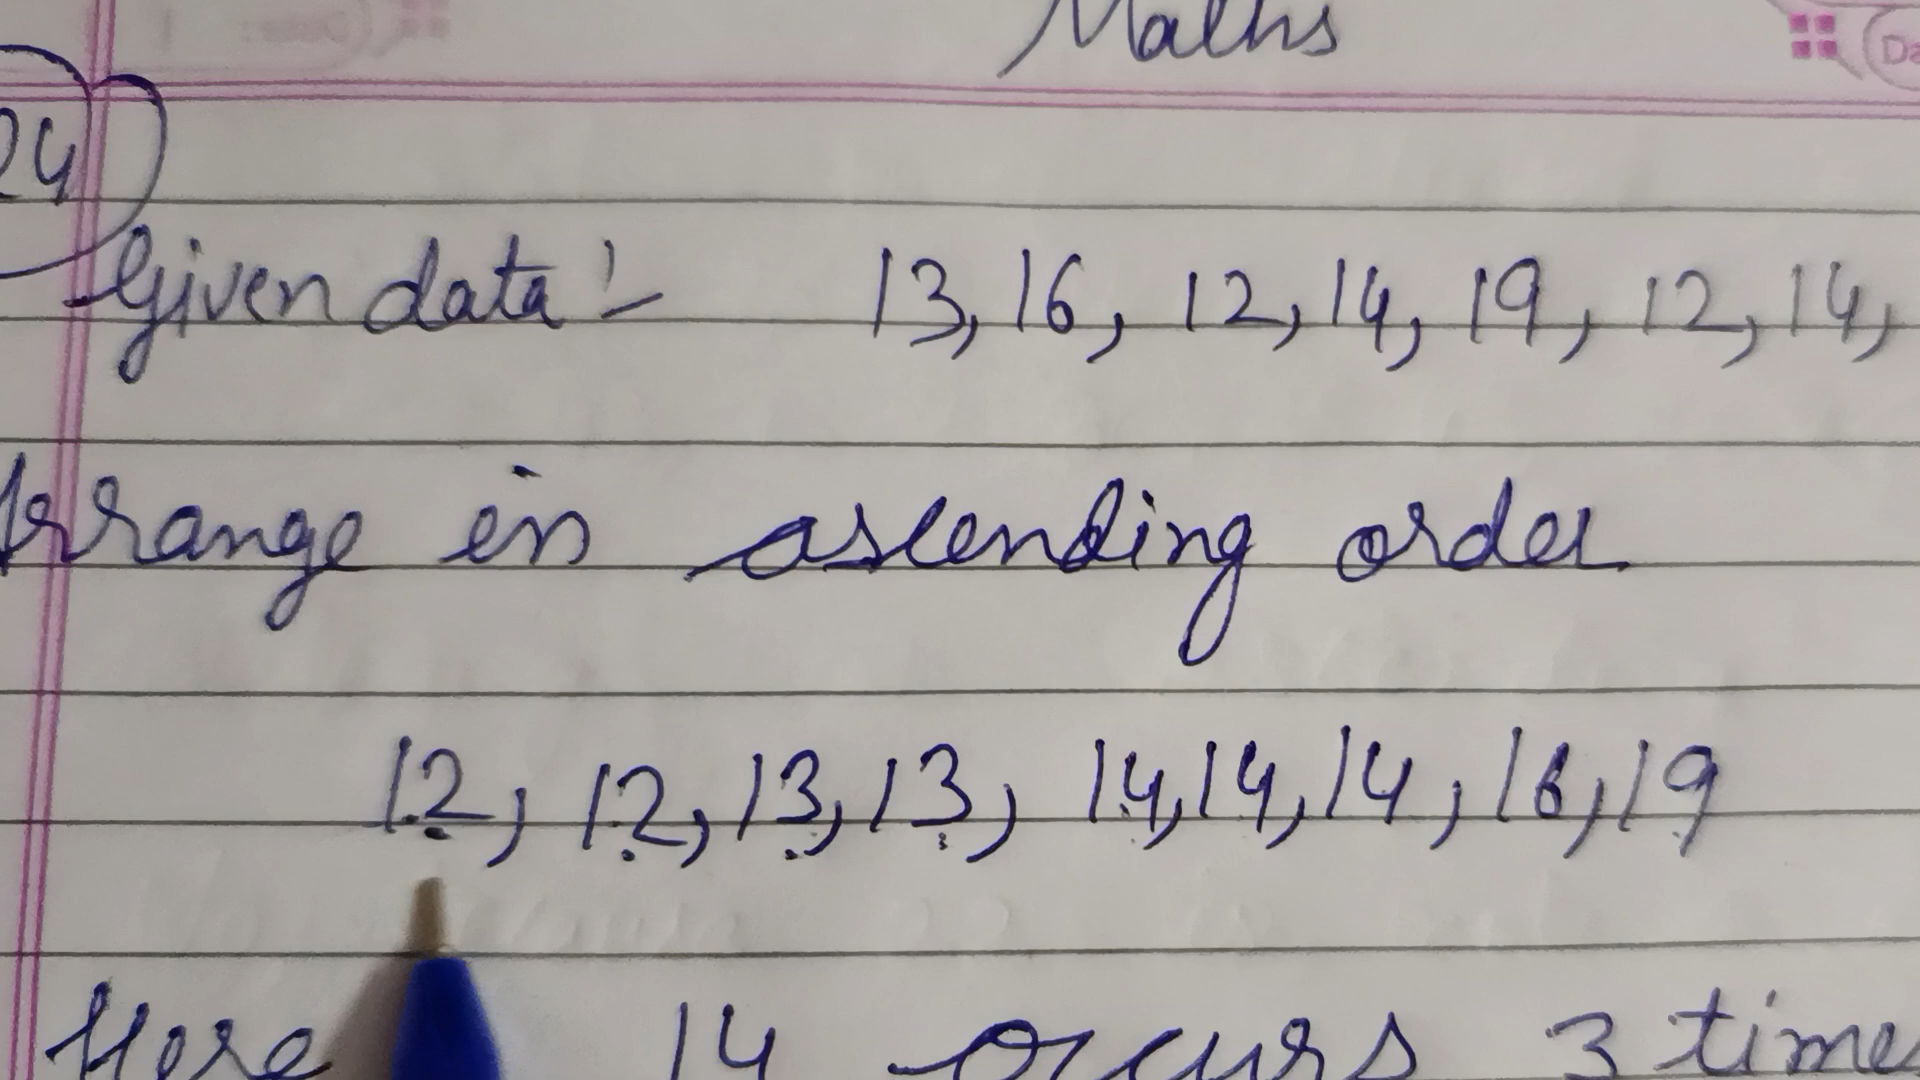 Maths
24
Given data :- 13, 16, 12, 14, 19, 12, 14,
Arrange in ascending order
12, 12, 13, 13, 14, 14, 14, 16, 19
Here 14 occurs 3 time